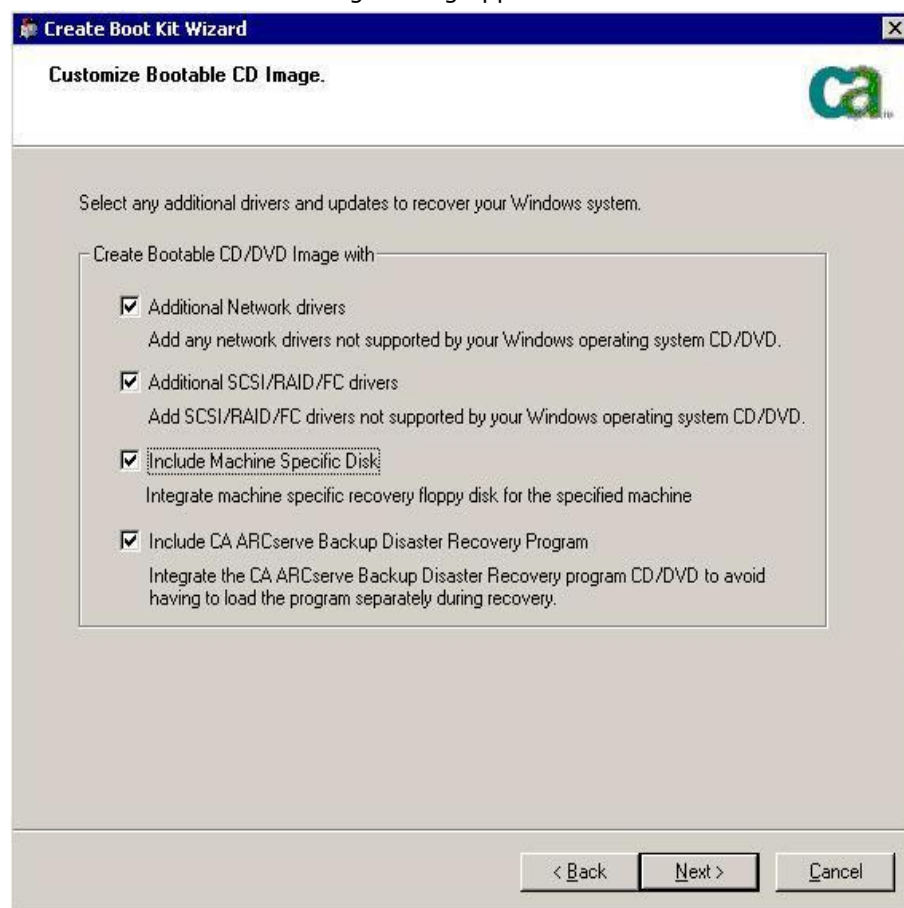 Create Boot Kit Wizard
Customize Bootable CD Image.
ca
Select any additional drivers and updates to recover your Windows system.
Create Bootable CD/DVD Image with
Additional Network drivers
Add any network drivers not supported by your Windows operating system CD/DVD.
Additional SCSI/RAID/FC drivers
Add SCSI/RAID/FC drivers not supported by your Windows operating system CD/DVD.
Include Machine Specific Disk
Integrate machine specific recovery floppy disk for the specified machine
Include CA ARCserve Backup Disaster Recovery Program
Integrate the CA ARCserve Backup Disaster Recovery program CD/DVD to avoid
having to load the program separately during recovery.
< Back Next > Cancel